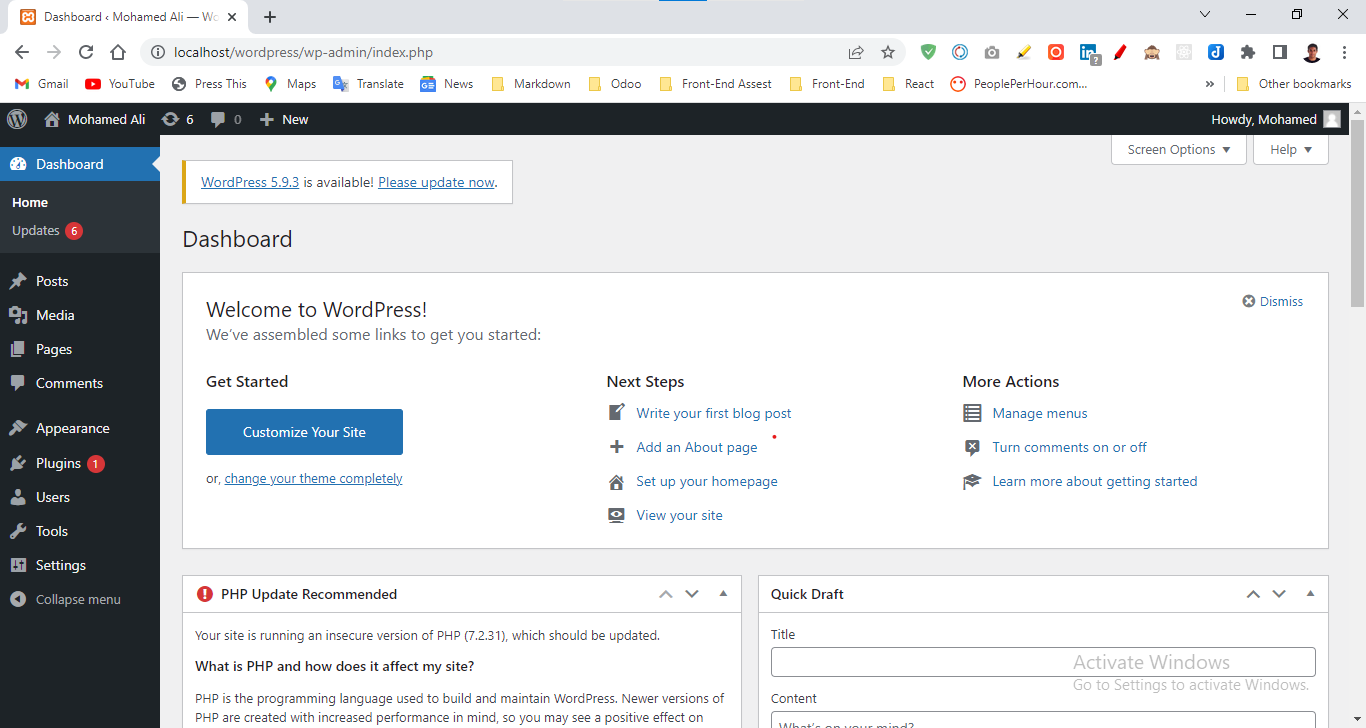 Dashboard ‹ Mohamed Ali — Wo
localhost/wordpress/wp-admin/index.php
Gmail YouTube Press This Maps Translate News Markdown Odoo Front-End Assest Front-End React PeoplePerHour.com... » Other bookmarks
Mohamed Ali 6 0 New Howdy, Mohamed
Screen Options Help
Dashboard
Home
Updates 6
Posts
Media
Pages
Comments
Appearance
Plugins 1
Users
Tools
Settings
Collapse menu
WordPress 5.9.3 is available! Please update now.
Dashboard
Welcome to WordPress!
We've assembled some links to get you started:
Dismiss
Get Started
Customize Your Site
or, change your theme completely
Next Steps
Write your first blog post
Add an About page
Set up your homepage
View your site
More Actions
Manage menus
Turn comments on or off
Learn more about getting started
PHP Update Recommended
Your site is running an insecure version of PHP (7.2.31), which should be updated.
What is PHP and how does it affect my site?
PHP is the programming language used to build and maintain WordPress. Newer versions of
PHP are created with increased performance in mind, so you may see a positive effect on
Quick Draft
Title
Content
What's on your mind?
Activate Windows
Go to Settings to activate Windows.